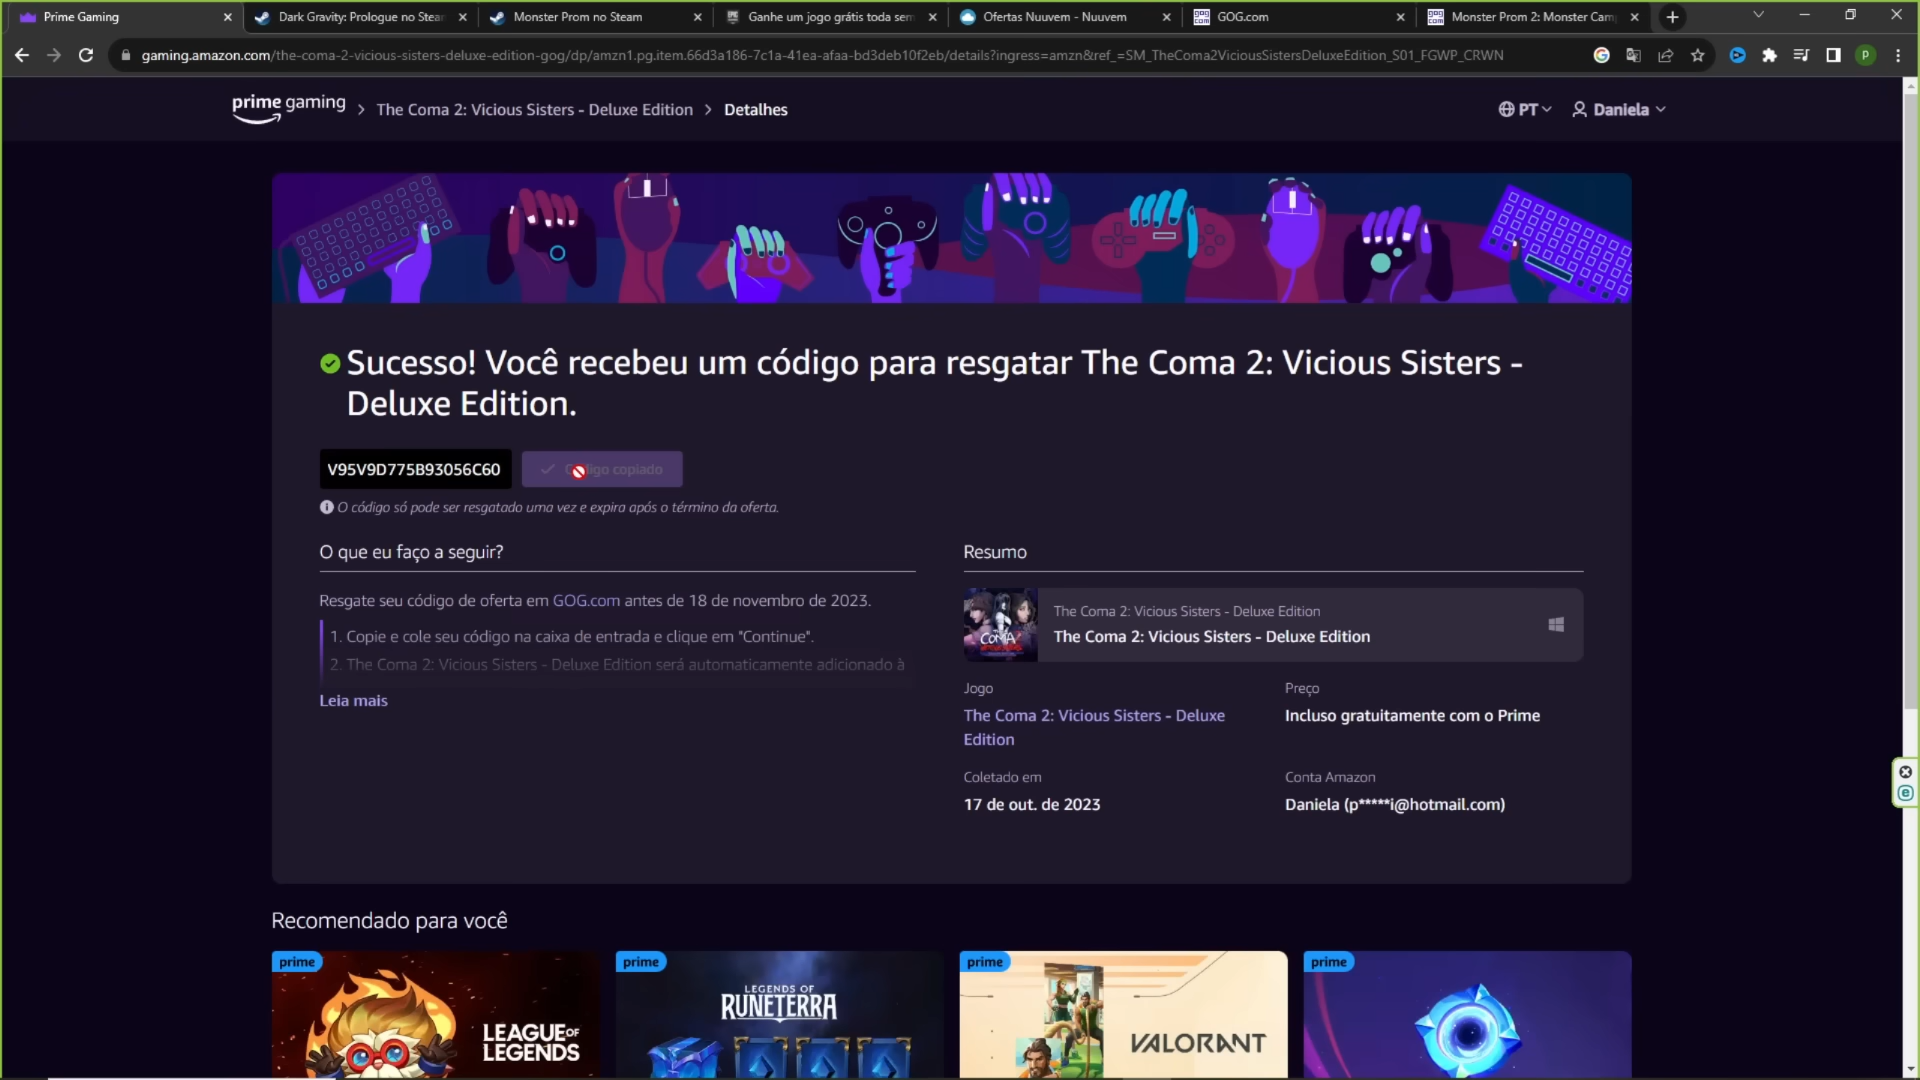 Prime Gaming
Dark Gravity: Prologue no Stea
Monster Prom no Steam
Ganhe um jogo grátis toda sem
Ofertas Nuuvem - Nuuvem
GOG.com
Monster Prom 2: Monster Cam
gaming.amazon.com/the-coma-2-vicious-sisters-deluxe-edition-gog/dp/amzn1.pg.item.66d3a186-7c1a-41ea-afaa-bd3deb10f2eb/details?ingress=amzn&ref_=SM_TheComa2ViciousSistersDeluxeEdition_S01_FGWP_CRWN
prime gaming > The Coma 2: Vicious Sisters - Deluxe Edition > Detalhes
PT
Daniela
Sucesso! Você recebeu um código para resgatar The Coma 2: Vicious Sisters -
Deluxe Edition.
V95V9D775B93056C60
copiado
O código só pode ser resgatado uma vez e expira após o término da oferta.
O que eu faço a seguir?
Resgate seu código de oferta em GOG.com antes de 18 de novembro de 2023.
1. Copie e cole seu código na caixa de entrada e clique em "Continue".
2. The Coma 2: Vicious Sisters - Deluxe Edition será automaticamente adicionado à
Leia mais
Resumo
The Coma 2: Vicious Sisters - Deluxe Edition
The Coma 2: Vicious Sisters - Deluxe Edition
COMA
Jogo
The Coma 2: Vicious Sisters - Deluxe
Edition
Preço
Incluso gratuitamente com o Prime
Coletado em
17 de out. de 2023
Conta Amazon
Daniela (p*****i@hotmail.com)
Recomendado para você
prime
LEAGUE OF
LEGENDS
prime
LEGENDS OF
RUNETERRA
prime
VALORANT
prime